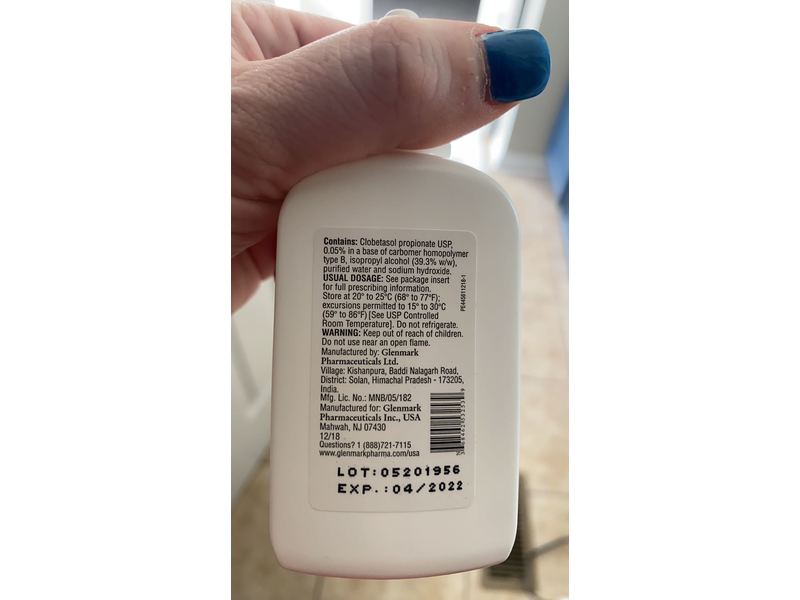 Contains: Clobetasol propionate USP,
0.05% in a base of carbomer homopolymer
type B, isopropyl alcohol (39.3% w/w),
purified water and sodium hydroxide.
USUAL DOSAGE: See package insert
for full prescribing information.
Store at 20° to 25°C (68° to 77°F);
excursions permitted to 15° to 30°C
(59° to 86°F) [See USP Controlled
Room Temperature]. Do not refrigerate.
WARNING: Keep out of reach of children.
Do not use near an open flame.
Manufactured by: Glenmark
Pharmaceuticals Ltd.
Village: Kishanpura, Baddi Nalagarh Road,
District: Solan, Himachal Pradesh - 173205,
India.
Mfg. Lic. No.: MNB/05/182
Manufactured for: Glenmark
Pharmaceuticals Inc., USA
Mahwah, NJ 07430
12/18
Questions? 1 (888)721-7115
www.glenmarkpharma.com/usa
LOT:05201956
EXP.:04/2022